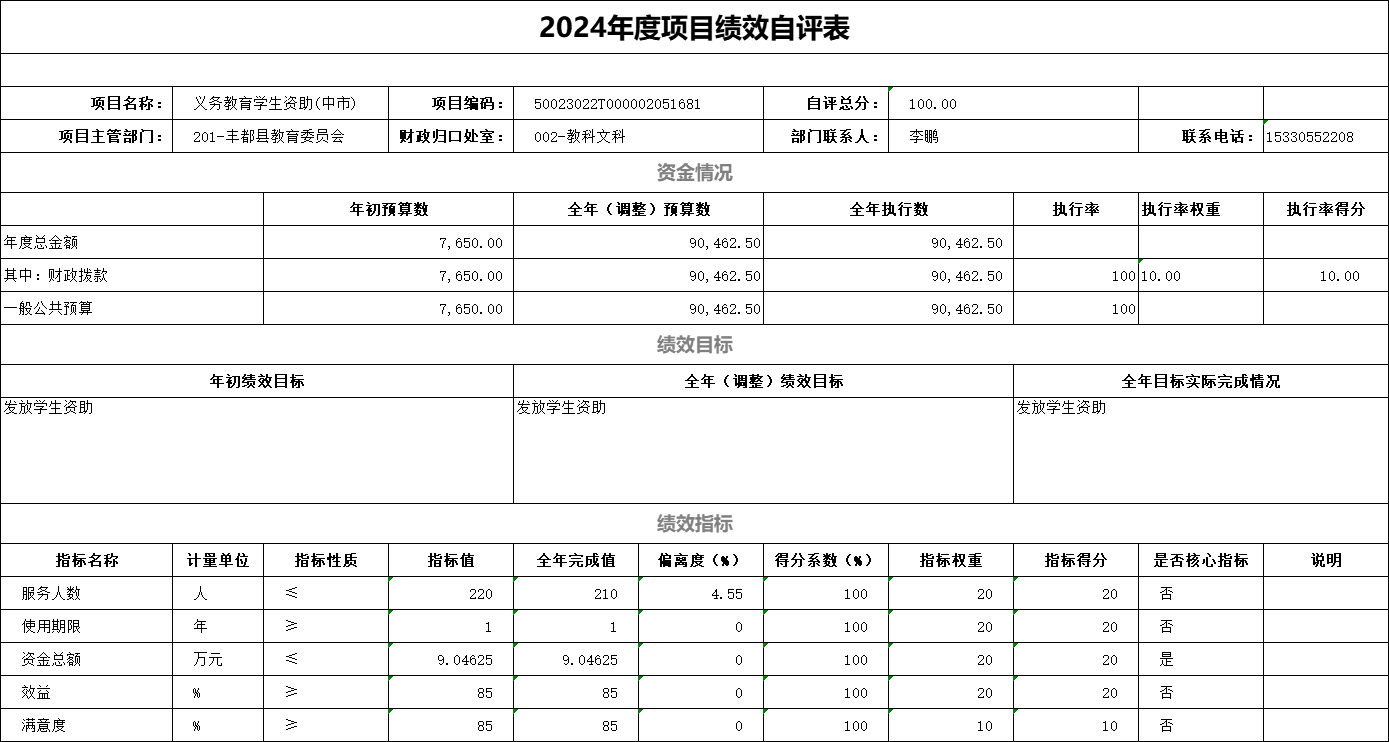 2024年度项目绩效自评表
项目名称： 义务教育学生资助(中市) 项目编码： 50023022T000002051681 自评总分： 100.00
项目主管部门： 201-丰都县教育委员会 财政归口处室： 002-教科文科 部门联系人： 李鹏 联系电话： 15330552208
资金情况
年初预算数 全年（调整）预算数 全年执行数 执行率 执行率权重 执行率得分
年度总金额 7,650.00 90,462.50 90,462.50
其中：财政拨款 7,650.00 90,462.50 90,462.50 100 10.00 10.00
一般公共预算 7,650.00 90,462.50 90,462.50 100
绩效目标
年初绩效目标 全年（调整）绩效目标 全年目标实际完成情况
发放学生资助 发放学生资助 发放学生资助
绩效指标
指标名称 计量单位 指标性质 指标值 全年完成值 偏离度（%） 得分系数（%） 指标权重 指标得分 是否核心指标 说明
服务人数 人 ≤ 220 210 4.55 100 20 20 否
使用期限 年 ≥ 1 1 0 100 20 20 否
资金总额 万元 ≤ 9.04625 9.04625 0 100 20 20 是
效益 % ≥ 85 85 0 100 20 20 否
满意度 % ≥ 85 85 0 100 10 10 否